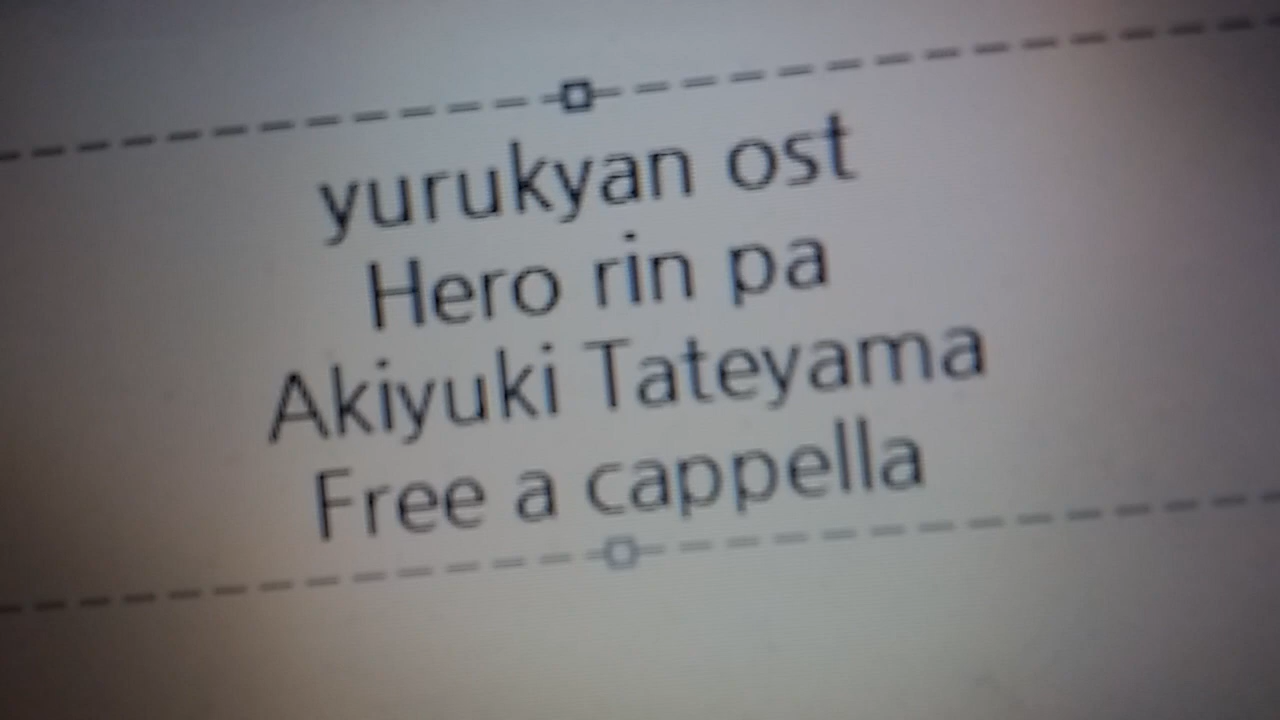 yurukyan ost
Hero rin pa
Akiyuki Tateyama
Free a cappella